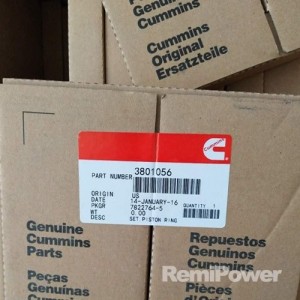 Genuine
Cummins
Parts
Cummins
Original
Ersatzteile
Cummins
PART NUMBER 3801056
ORIGIN US
DATE 14-JANUARY-16
PKGR 7822764-5 QUANTITY 1
WT 0.00
DESC SET PISTON RING
Genuine
Cummins
Parts
Peças
Genuínas
Repuestos
Genuinos
Cummins
Pièces
RemiPower